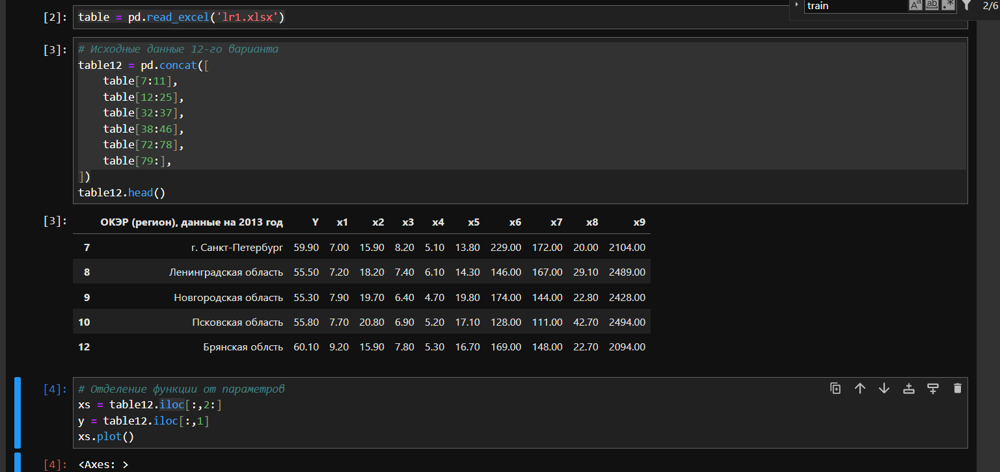 train Aa ab .* 2/6
[2]: table = pd.read_excel('lr1.xlsx')
[3]: # Исходные данные 12-го варианта
table12 = pd.concat([
table[7:11],
table[12:25],
table[32:37],
table[38:46],
table[72:78],
table[79:],
])
table12.head()
[3]: ОКЭР (регион), данные на 2013 год Y x1 x2 x3 x4 x5 x6 x7 x8 x9
7 г. Санкт-Петербург 59.90 7.00 15.90 8.20 5.10 13.80 229.00 172.00 20.00 2104.00
8 Ленинградская область 55.50 7.20 18.20 7.40 6.10 14.30 146.00 167.00 29.10 2489.00
9 Новгородская область 55.30 7.90 19.70 6.40 4.70 19.80 174.00 144.00 22.80 2428.00
10 Псковская область 55.80 7.70 20.80 6.90 5.20 17.10 128.00 111.00 42.70 2494.00
12 Брянская облсть 60.10 9.20 15.90 7.80 5.30 16.70 169.00 148.00 22.70 2094.00
[4]: # Отделение функции от параметров
xs = table12.iloc[:,2:]
y = table12.iloc[:,1]
xs.plot()
[4]: <Axes: >